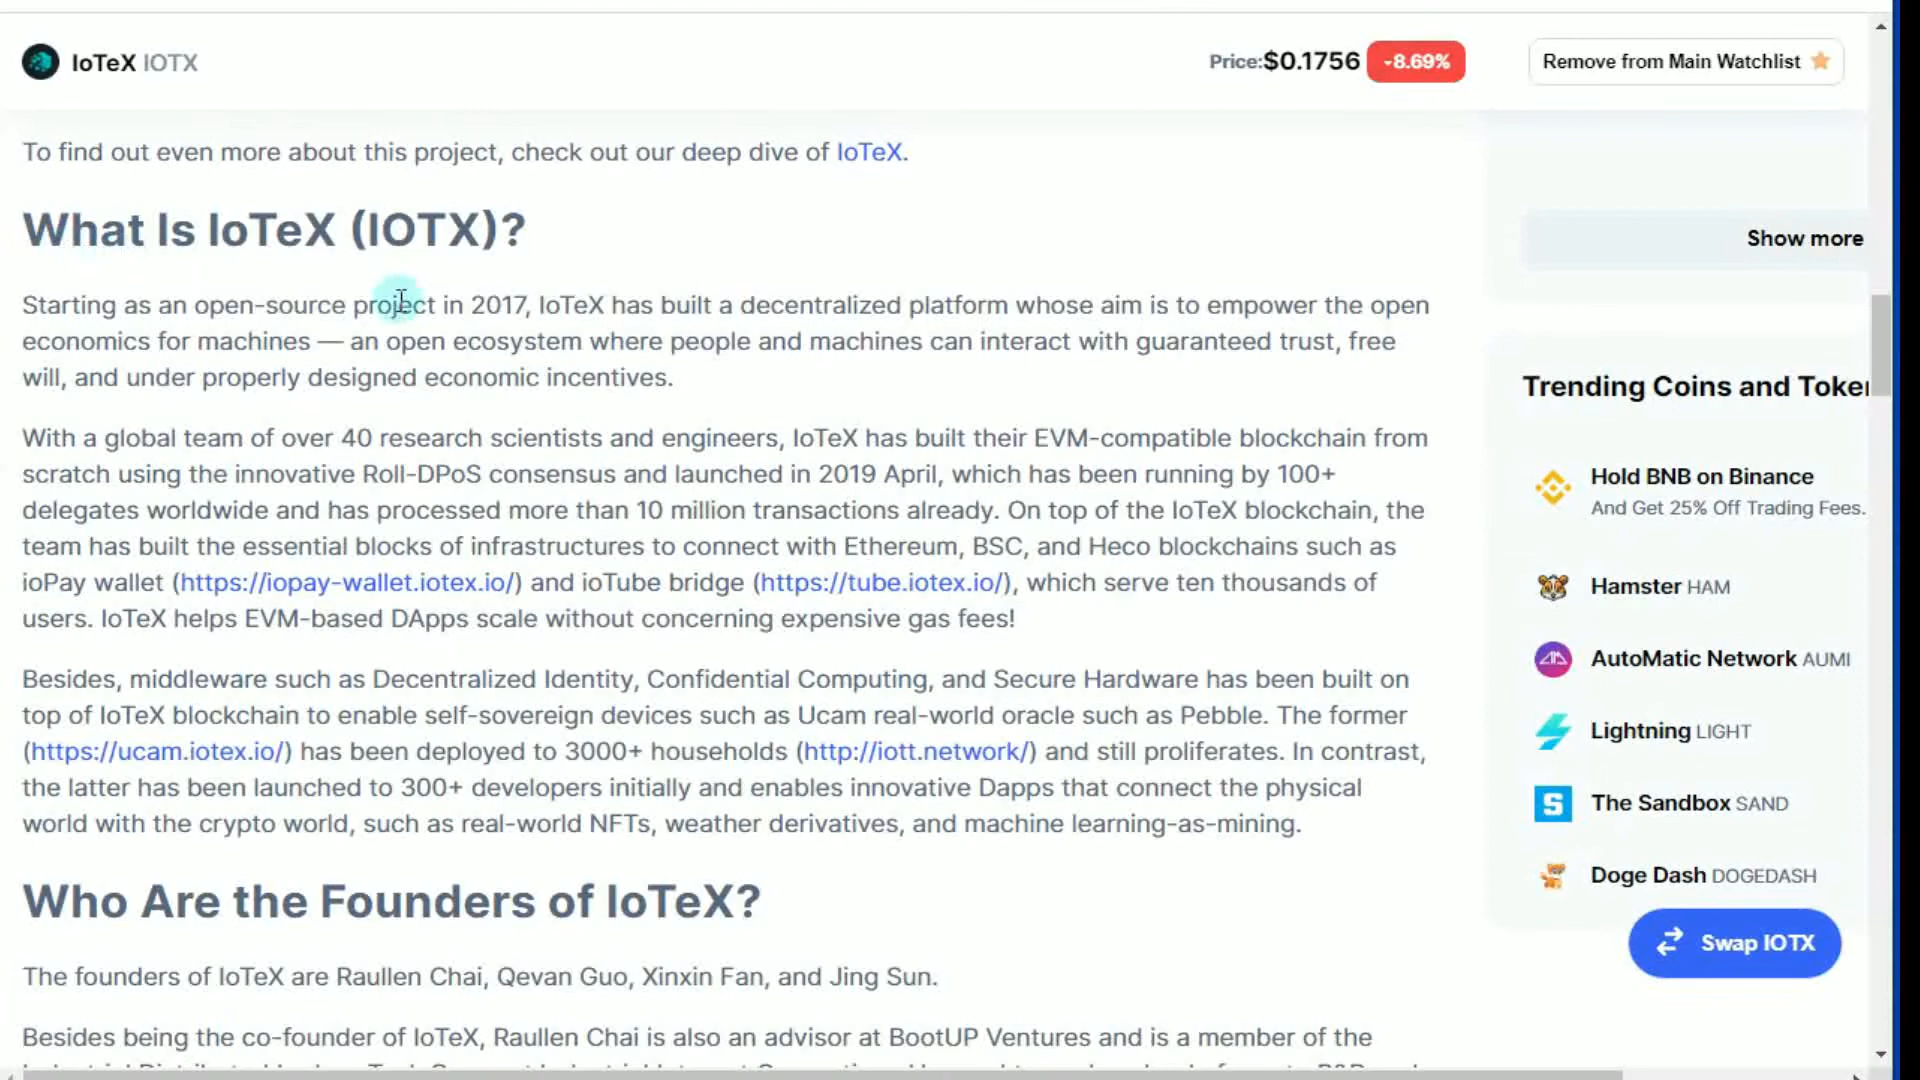 IoTeX IOTX
Price:$0.1756 -8.69%
Remove from Main Watchlist
To find out even more about this project, check out our deep dive of IoTeX.
What Is IoTeX (IOTX)?
Starting as an open-source project in 2017, IoTeX has built a decentralized platform whose aim is to empower the open
economics for machines — an open ecosystem where people and machines can interact with guaranteed trust, free
will, and under properly designed economic incentives.
With a global team of over 40 research scientists and engineers, IoTeX has built their EVM-compatible blockchain from
scratch using the innovative Roll-DPoS consensus and launched in 2019 April, which has been running by 100+
delegates worldwide and has processed more than 10 million transactions already. On top of the IoTeX blockchain, the
team has built the essential blocks of infrastructures to connect with Ethereum, BSC, and Heco blockchains such as
ioPay wallet (https://iopay-wallet.iotex.io/) and ioTube bridge (https://tube.iotex.io/), which serve ten thousands of
users. IoTeX helps EVM-based DApps scale without concerning expensive gas fees!
Besides, middleware such as Decentralized Identity, Confidential Computing, and Secure Hardware has been built on
top of IoTeX blockchain to enable self-sovereign devices such as Ucam real-world oracle such as Pebble. The former
(https://ucam.iotex.io/) has been deployed to 3000+ households (http://iott.network/) and still proliferates. In contrast,
the latter has been launched to 300+ developers initially and enables innovative Dapps that connect the physical
world with the crypto world, such as real-world NFTs, weather derivatives, and machine learning-as-mining.
Who Are the Founders of IoTeX?
The founders of IoTeX are Raullen Chai, Qevan Guo, Xinxin Fan, and Jing Sun.
Besides being the co-founder of IoTeX, Raullen Chai is also an advisor at BootUP Ventures and is a member of the
Show more
Trending Coins and Token
Hold BNB on Binance
And Get 25% Off Trading Fees.
Hamster HAM
AutoMatic Network AUMI
Lightning LIGHT
The Sandbox SAND
Doge Dash DOGEDASH
Swap IOTX